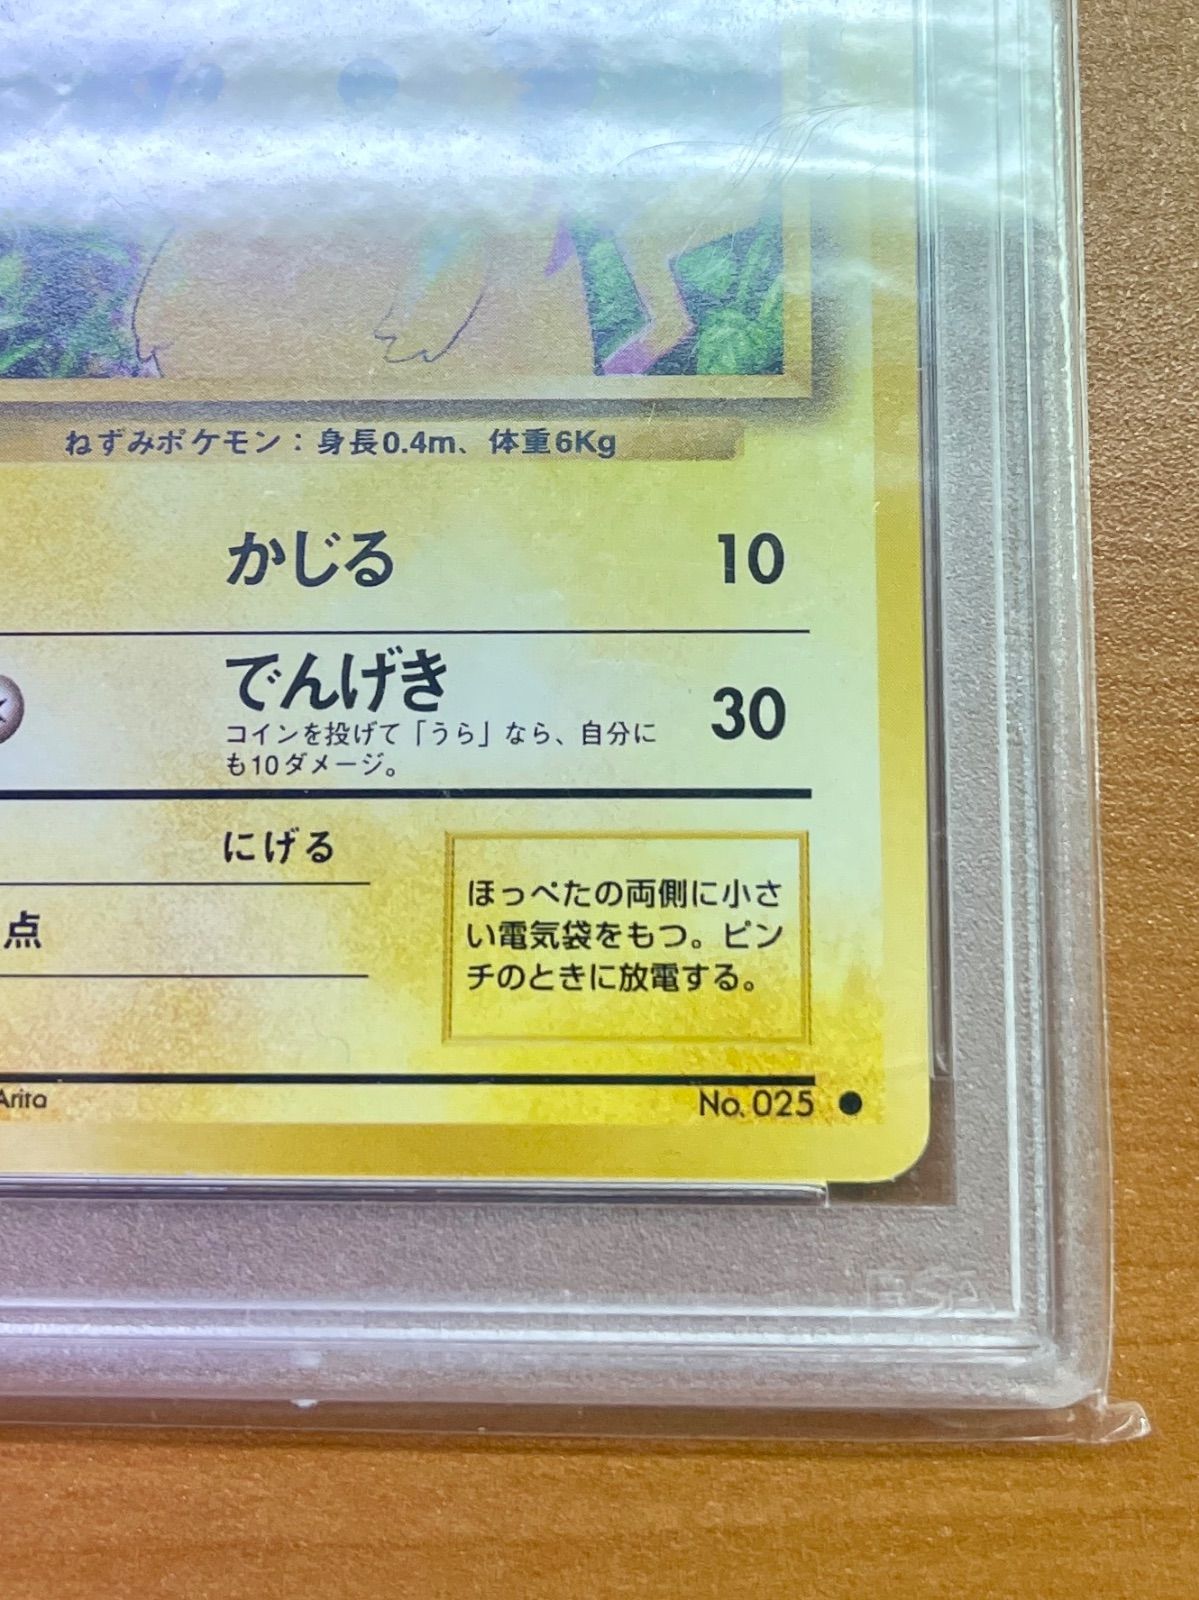 ねずみポケモン：身長0.4m、体重6Kg
かじる 10
でんげき 30
コインを投げて「うら」なら、自分に
も10ダメージ。
にげる
点
ほっぺたの両側に小さ
い電気袋をもつ。ピン
チのときに放電する。
Arita
No. 025 ●